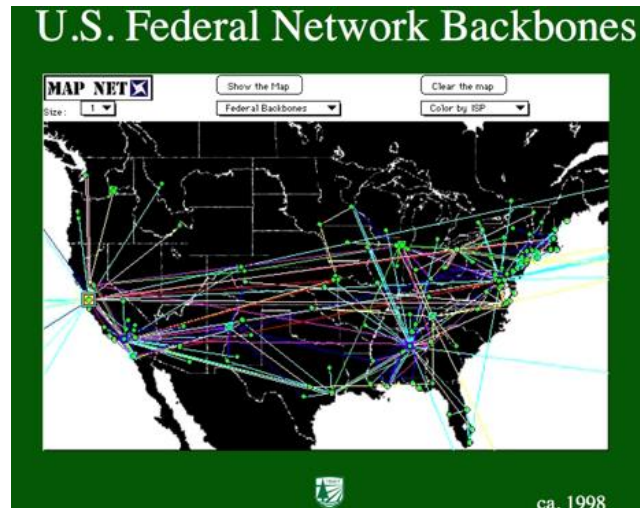 U.S. Federal Network Backbones
MAP NET
Show the Map
Clear the map
Size:
1
Federal Backbones
Color by ISP
ca. 1998